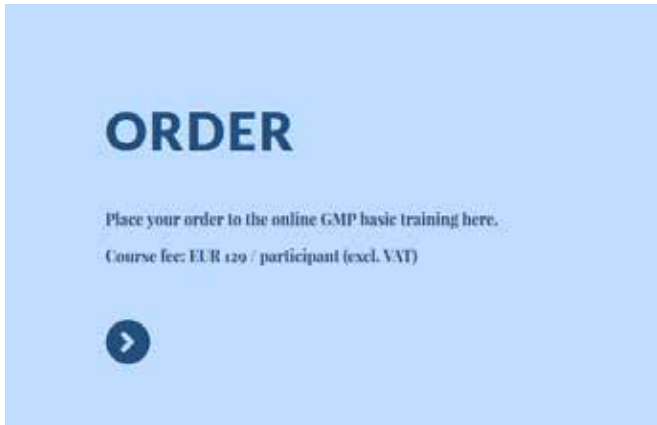 ORDER
Place your order to the online GMP basic training here.
Course fee: EUR 129 / participant (excl. VAT)